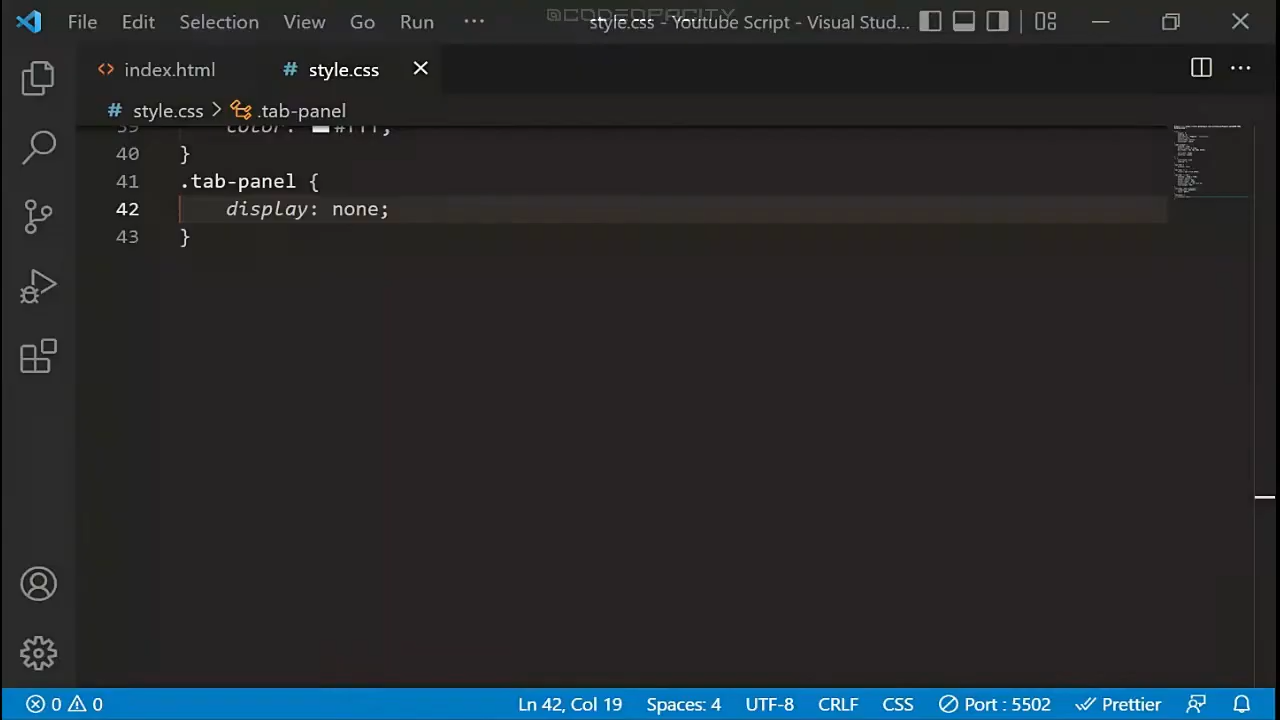 File Edit Selection View Go Run ···
@CODEOPACITY
style.css - Youtube Script - Visual Stud...
index.html
# style.css
# style.css > .tab-panel
39 color: #fff;
40 }
41 .tab-panel {
42 display: none;
43 }
0 0 Ln 42, Col 19 Spaces: 4 UTF-8 CRLF CSS Port : 5502 Prettier